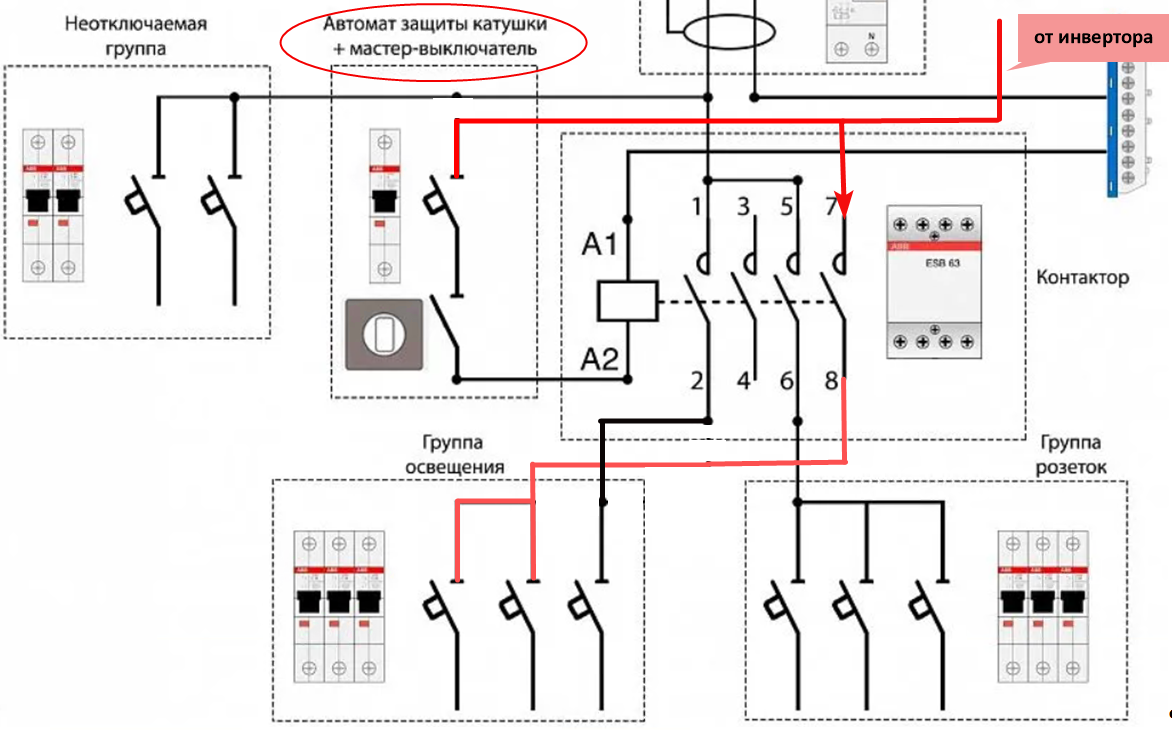 Неотключаемая
группа
Автомат защиты катушки
+ мастер-выключатель
N
от инвертора
1 3 5 7
A1
ABB
ESB 63
Контактор
A2
2 4 6 8
Группа
освещения
Группа
розеток